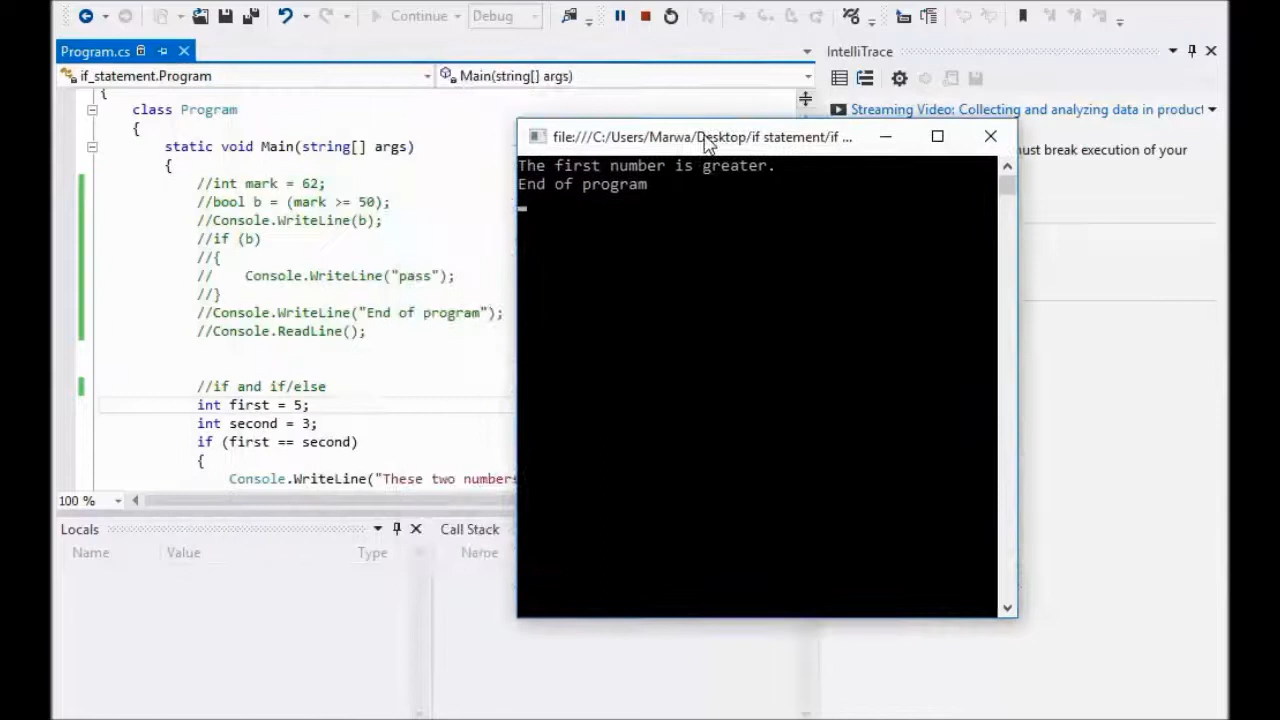 Continue
Debug
Program.cs
IntelliTrace
if_statement.Program
Main(string[] args)
Streaming Video: Collecting and analyzing data in product
{
class Program
{
static void Main(string[] args)
{
//int mark = 62;
//bool b = (mark >= 50);
//Console.WriteLine(b);
//if (b)
//{
//    Console.WriteLine("pass");
//}
//Console.WriteLine("End of program");
//Console.ReadLine();
//if and if/else
int first = 5;
int second = 3;
if (first == second)
{
Console.WriteLine("These two numbers
file:///C:/Users/Marwa/Desktop/if statement/if ...
The first number is greater.
End of program
must break execution of your
100 %
Locals
Name
Value
Type
Call Stack
Name